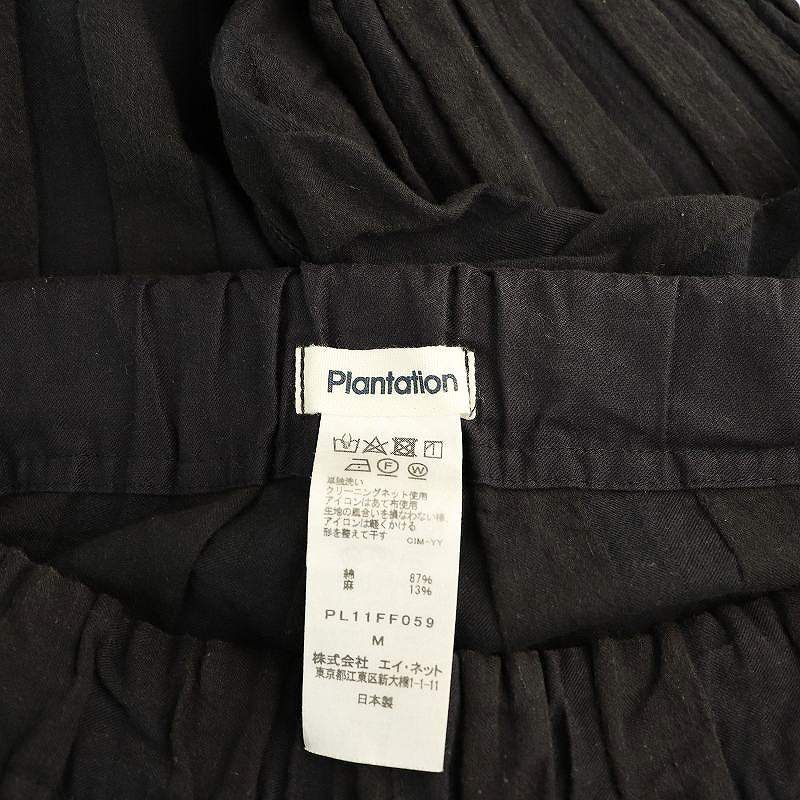 Plantation
F W
単独洗い
クリーニングネット使用
アイロンはあて布使用
生地の風合いを損なわない様
アイロンは軽くかける
形を整えて干す
CIM-YY
綿 87%
麻 13%
PL11FF059
M
株式会社 エイ・ネット
東京都江東区新大橋1-1-11
日本製